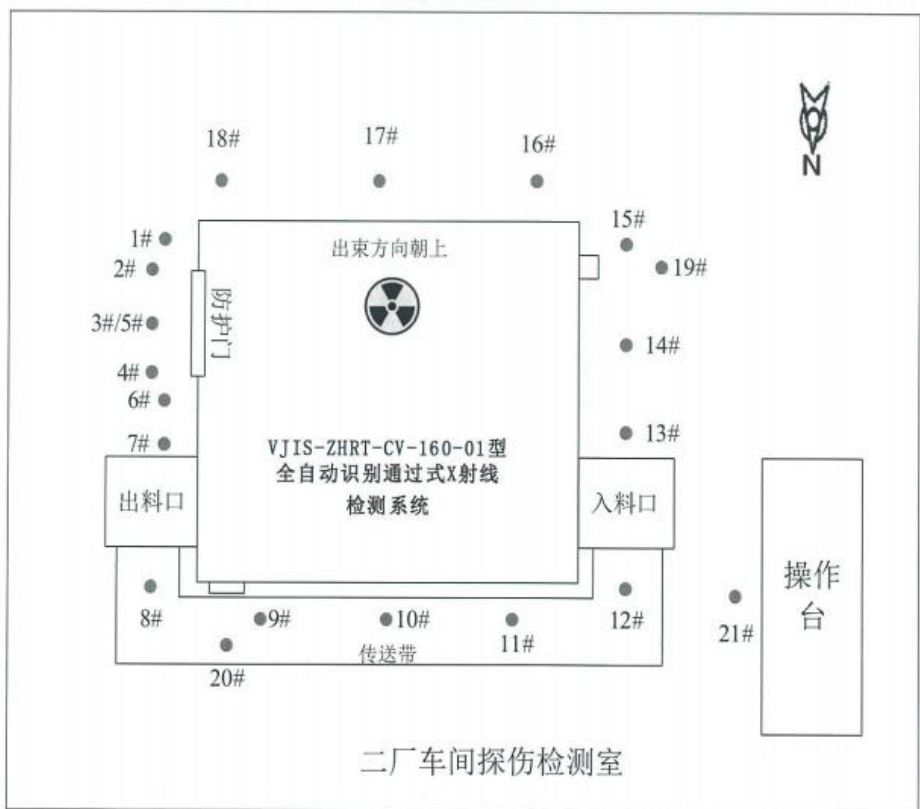 18#
17#
16#
N
1#
出束方向朝上
15#
2#
19#
防护门
3#/5#
14#
4#
6#
7#
13#
VJIS-ZHRT-CV-160-01型
全自动识别通过式X射线
检测系统
出料口
入料口
操作
台
8#
9#
10#
11#
12#
21#
传送带
20#
二厂车间探伤检测室